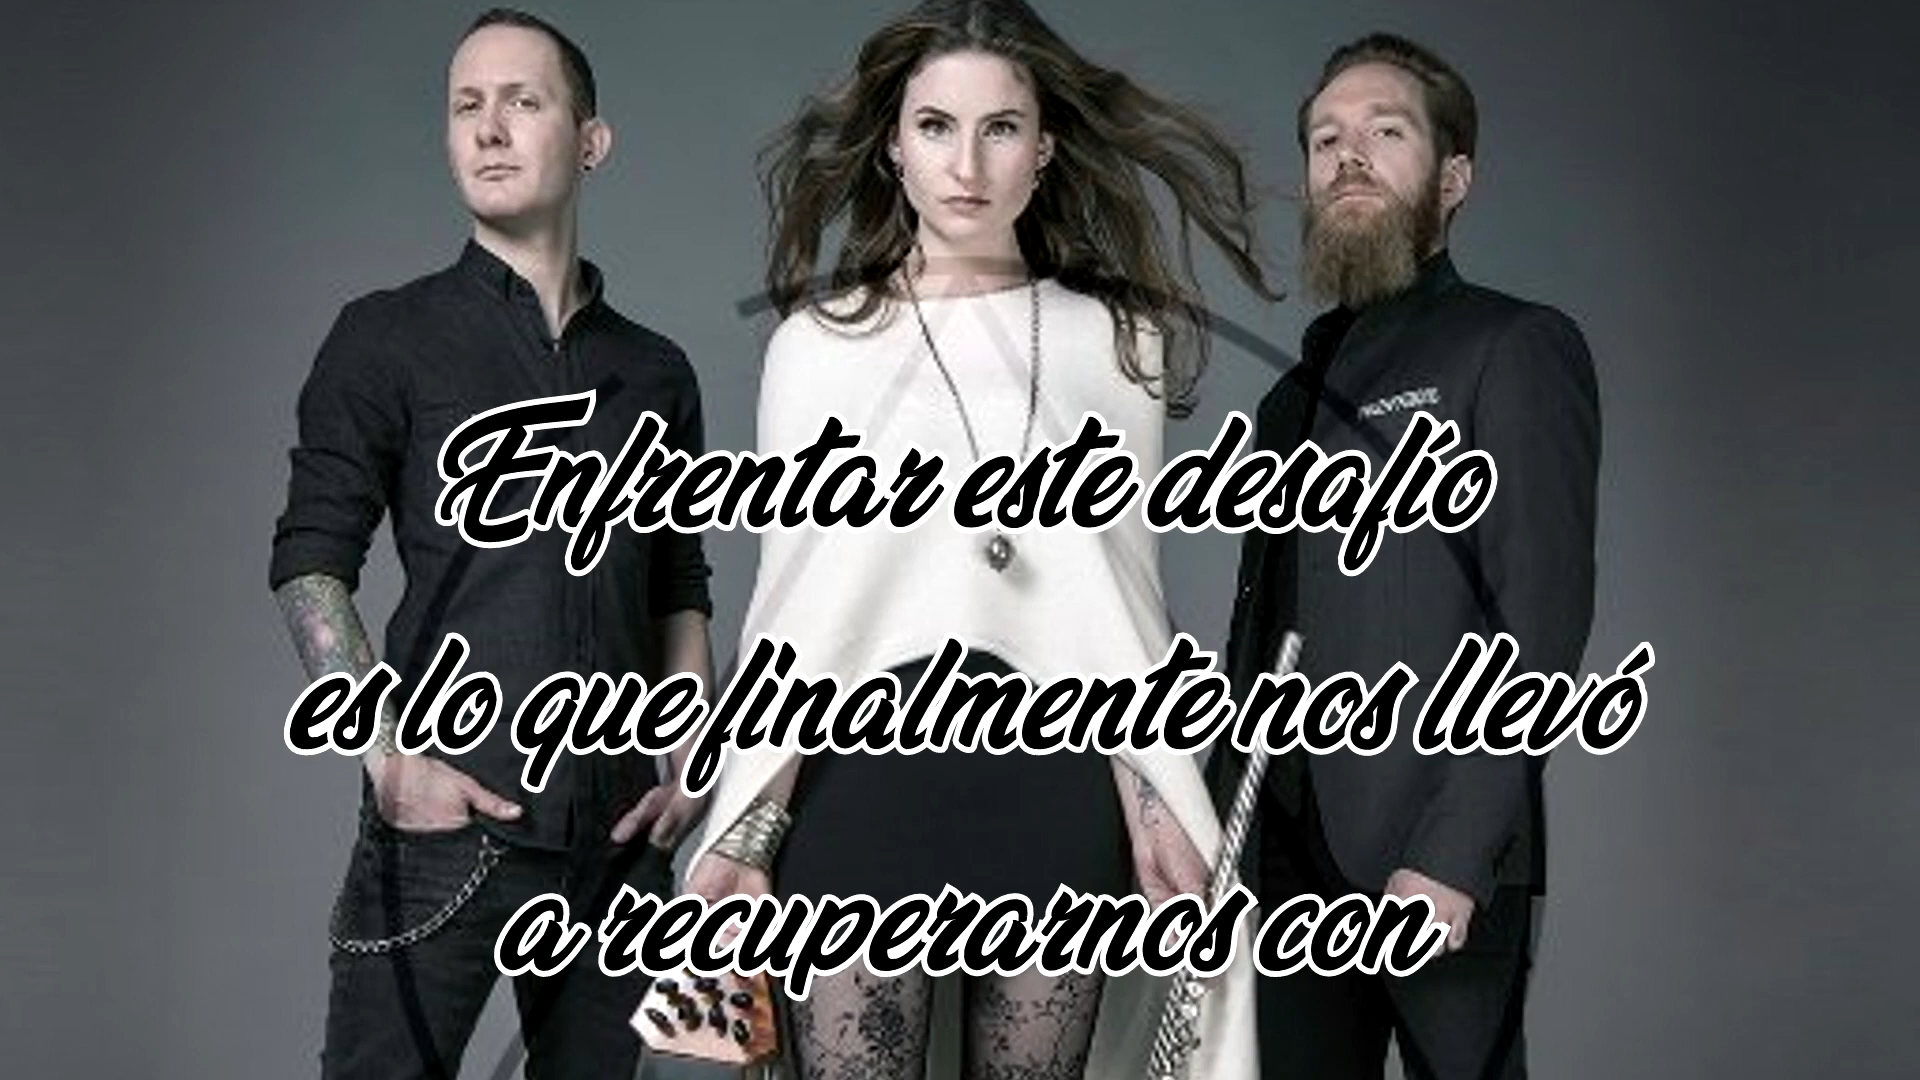 Enfrentar este desafío
es lo que finalmente nos llevó
a recuperarnos con